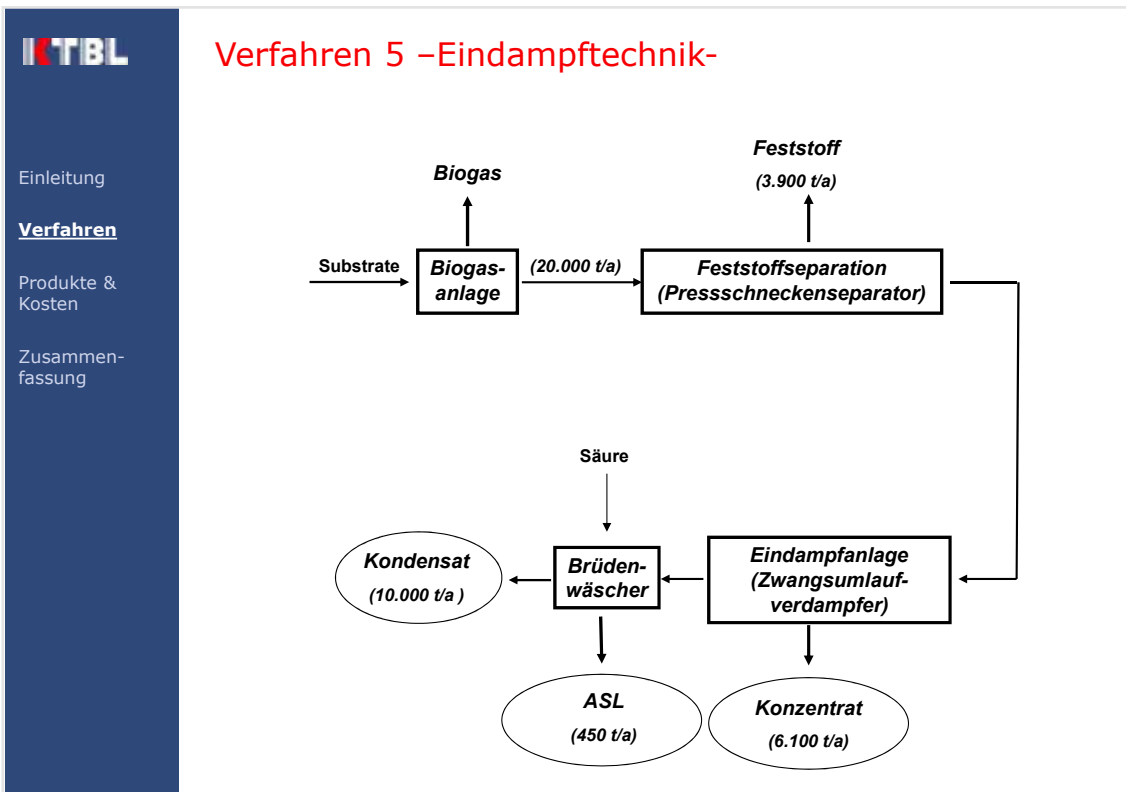 KTBL
Verfahren 5 –Eindampftechnik-
Einleitung
Verfahren
Produkte &
Kosten
Zusammen-
fassung
Feststoff
(3.900 t/a)
Biogas
Substrate
Biogas-
anlage
(20.000 t/a)
Feststoffseparation
(Pressschneckenseparator)
Säure
Kondensat
(10.000 t/a )
Brüden-
wäscher
Eindampfanlage
(Zwangsumlauf-
verdampfer)
ASL
(450 t/a)
Konzentrat
(6.100 t/a)